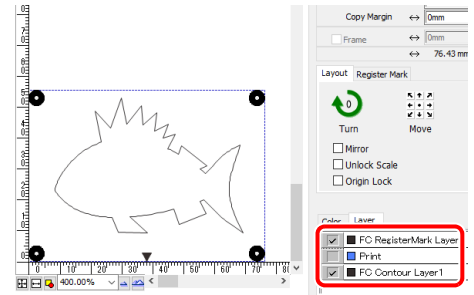 Copy Margin ↔ 0mm
Frame ↔ 0mm
↔ 76.43 mm
Layout Register Mark
0
Turn Move
Mirror
Unlock Scale
Origin Lock
Color Layer
FC RegisterMark Layer
Print
FC Contour Layer1
0 10 20 30 40 50 60 70
400.00%